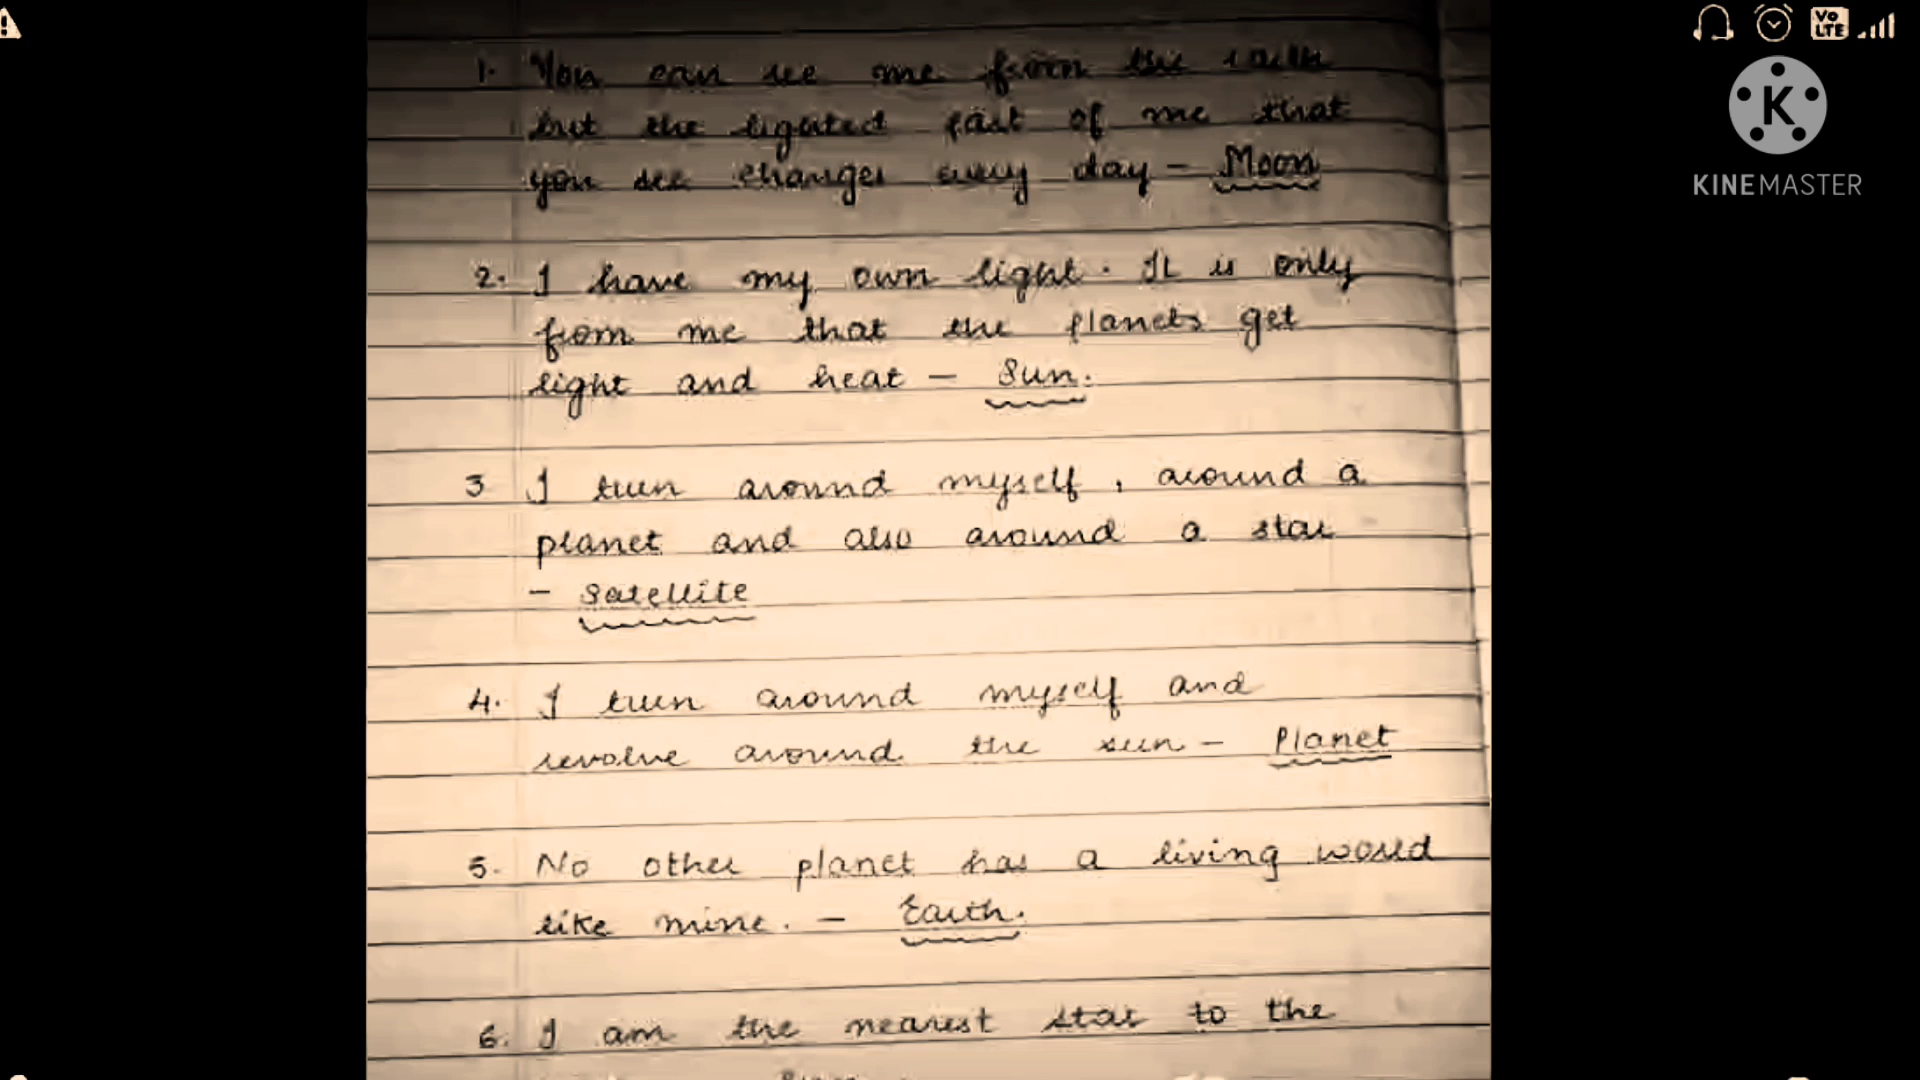 1. You can see me from the earth
but the lighted part of me that
you see changes every day - Moon
2. I have my own light. It is only
from me that the planets get
light and heat - Sun.
3 I turn around myself, around a
planet and also around a star
- Satellite
4. I turn around myself and
revolve around the sun - Planet
5. No other planet has a living world
like mine. - Earth.
6. I am the nearest star to the
VO LTE
K
KINEMASTER